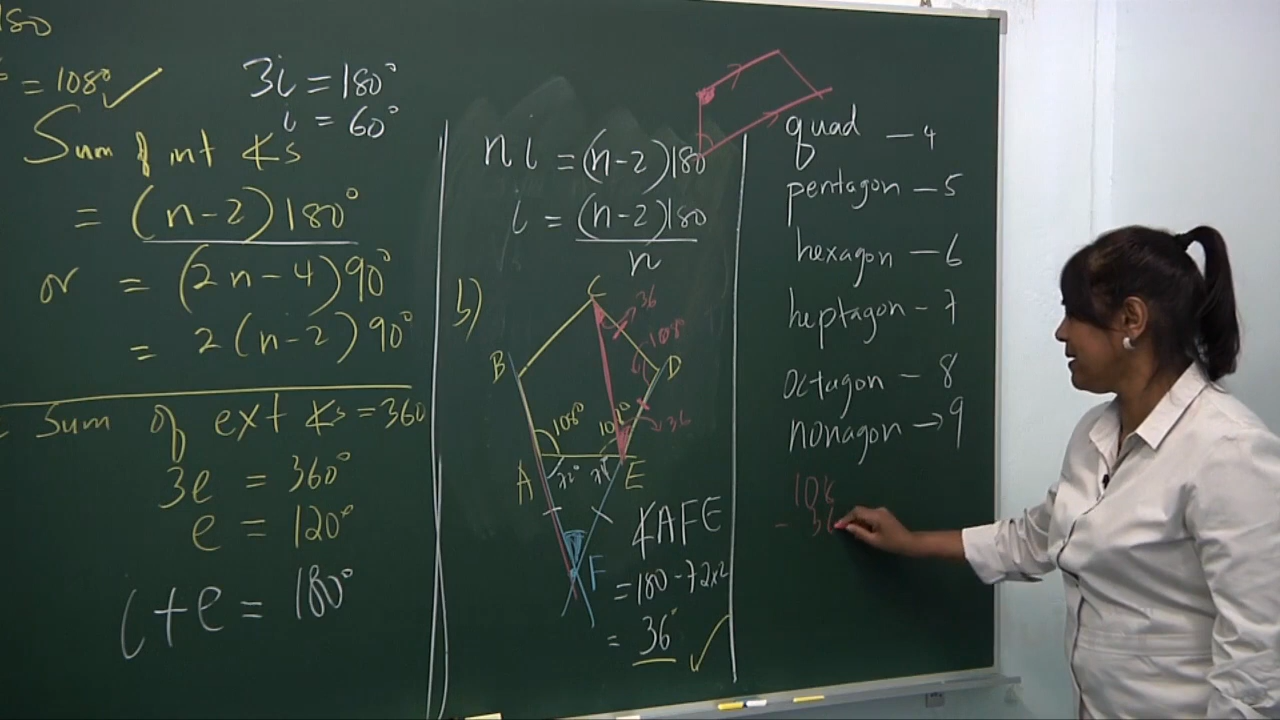 180
= 108° ✓
3i = 180°
i = 60°
Sum of int ∠s
= (n-2)180°
or = (2n-4)90°
= 2(n-2)90°
Sum of ext ∠s = 360
3e = 360°
e = 120°
i + e = 180°
ni = (n-2)180
i = (n-2)180
n
b)
C
36
108°
B
D
108°
36
A
72°
E
∠AFE
F
= 180 - 72x2
= 36° ✓
quad - 4
pentagon - 5
hexagon - 6
heptagon - 7
octagon - 8
nonagon → 9
108
- 36